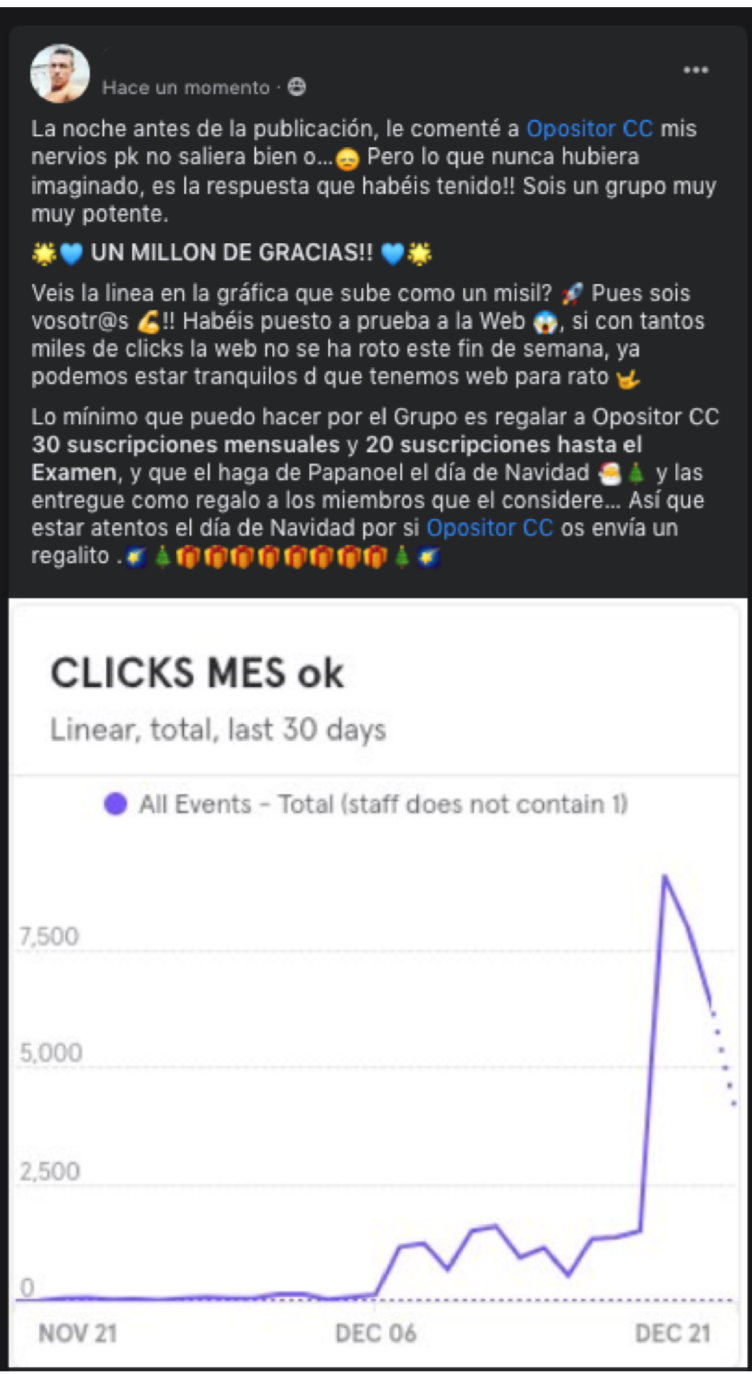 Hace un momento ·
La noche antes de la publicación, le comenté a Opositor CC mis
nervios pk no saliera bien o...😞 Pero lo que nunca hubiera
imaginado, es la respuesta que habéis tenido!! Sois un grupo muy
muy potente.
🌟💙 UN MILLON DE GRACIAS!! 💙🌟
Veis la linea en la gráfica que sube como un misil? 🚀 Pues sois
vosotr@s 💪!! Habéis puesto a prueba a la Web 😱, si con tantos
miles de clicks la web no se ha roto este fin de semana, ya
podemos estar tranquilos d que tenemos web para rato 🤟
Lo mínimo que puedo hacer por el Grupo es regalar a Opositor CC
30 suscripciones mensuales y 20 suscripciones hasta el
Examen, y que el haga de Papanoel el día de Navidad 🎅🎄 y las
entregue como regalo a los miembros que el considere... Así que
estar atentos el día de Navidad por si Opositor CC os envía un
regalito .🌠🎄🎁🎁🎁🎁🎁🎁🎁🎁🎄🌠
CLICKS MES ok
Linear, total, last 30 days
All Events - Total (staff does not contain 1)
7,500
5,000
2,500
0
NOV 21 DEC 06 DEC 21